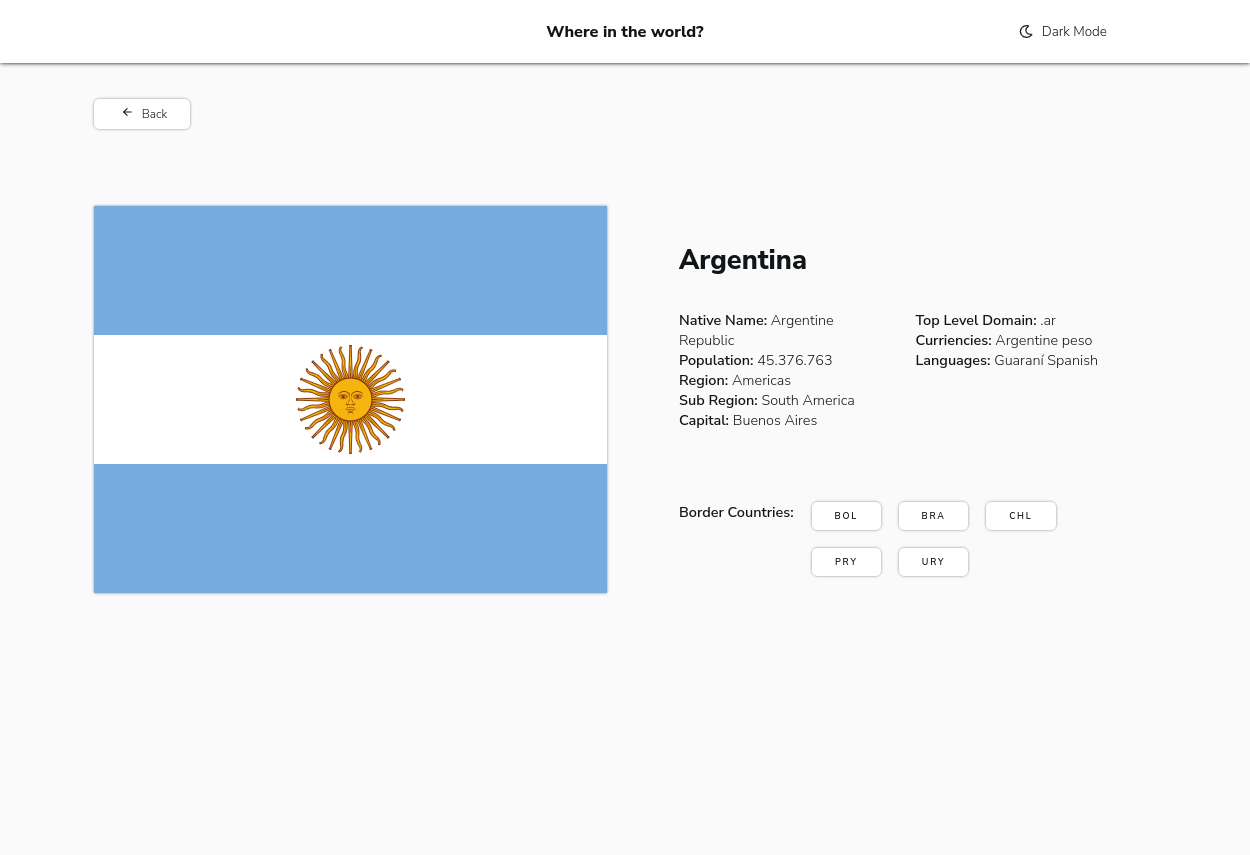 Where in the world?
Dark Mode
Back
Argentina
Native Name: Argentine
Republic
Population: 45.376.763
Region: Americas
Sub Region: South America
Capital: Buenos Aires
Top Level Domain: .ar
Curriencies: Argentine peso
Languages: Guaraní Spanish
Border Countries:
BOL
BRA
CHL
PRY
URY